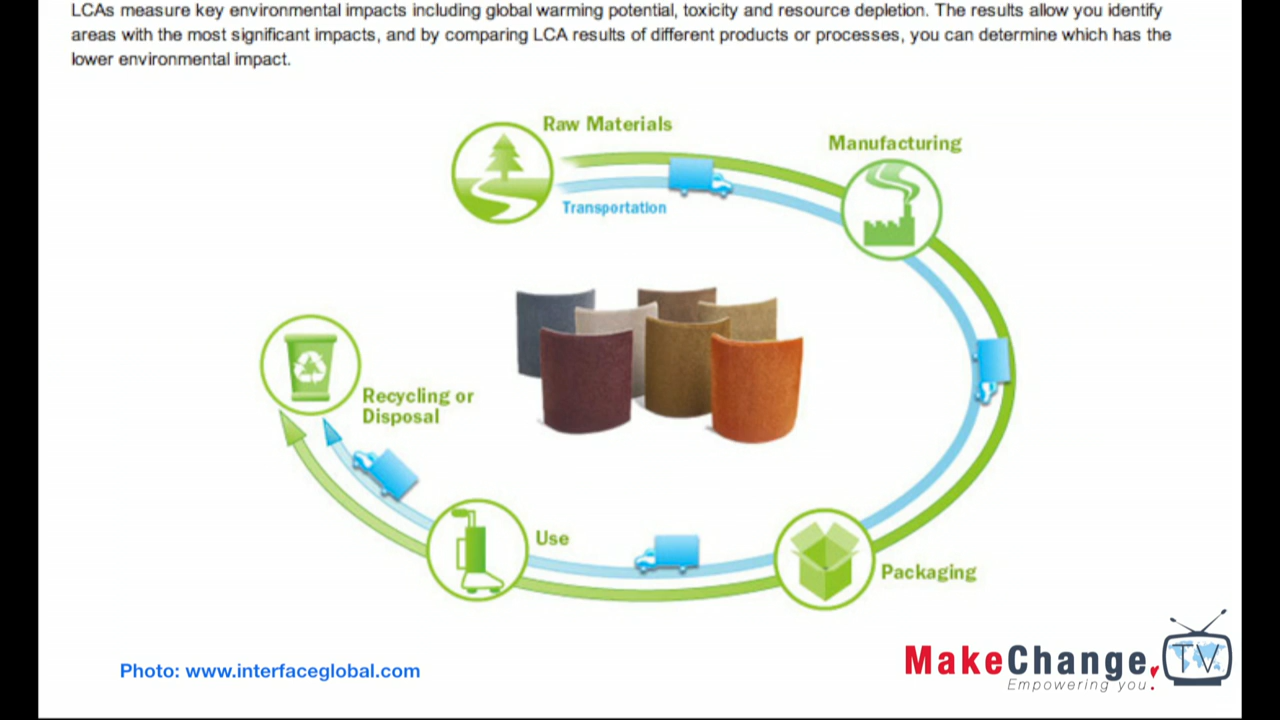 LCAs measure key environmental impacts including global warming potential, toxicity and resource depletion. The results allow you identify
areas with the most significant impacts, and by comparing LCA results of different products or processes, you can determine which has the
lower environmental impact.
Raw Materials
Manufacturing
Transportation
Recycling or
Disposal
Use
Packaging
Photo: www.interfaceglobal.com
MakeChange.
TV
Empowering you!